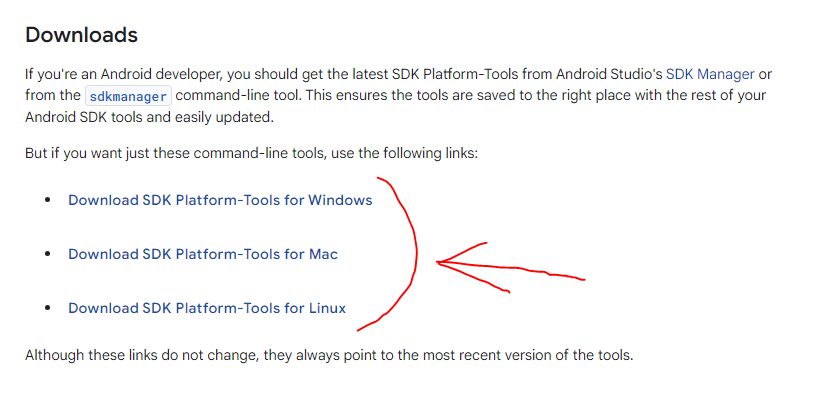 Downloads
If you're an Android developer, you should get the latest SDK Platform-Tools from Android Studio's SDK Manager or
from the sdkmanager command-line tool. This ensures the tools are saved to the right place with the rest of your
Android SDK tools and easily updated.
But if you want just these command-line tools, use the following links:
• Download SDK Platform-Tools for Windows
• Download SDK Platform-Tools for Mac
• Download SDK Platform-Tools for Linux
Although these links do not change, they always point to the most recent version of the tools.